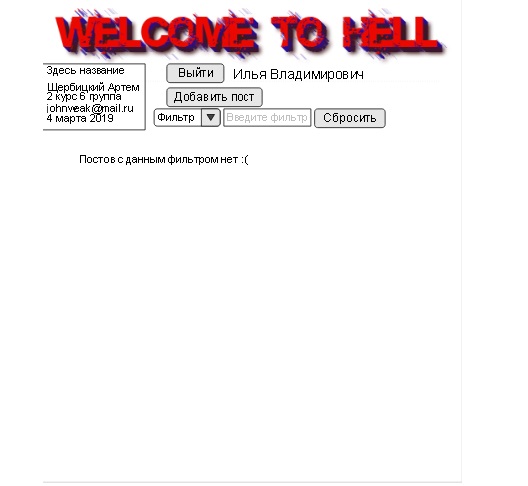 WELCOME TO HELL
Здесь название
Щербицкий Артем
2 курс 6 группа
johnveak@mail.ru
4 марта 2019
Выйти Илья Владимирович
Добавить пост
Фильтр Введите фильтр Сбросить
Постов с данным фильтром нет :(